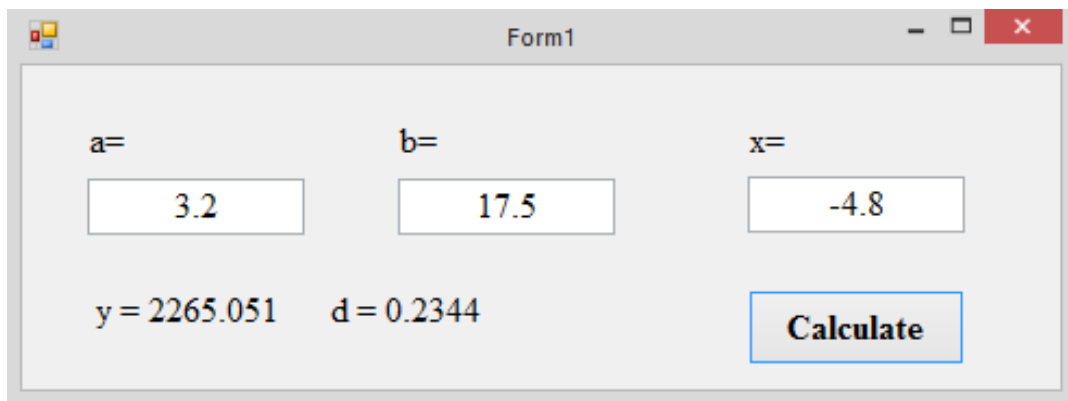 Form1
a= b= x=
3.2 17.5 -4.8
y = 2265.051 d = 0.2344
Calculate